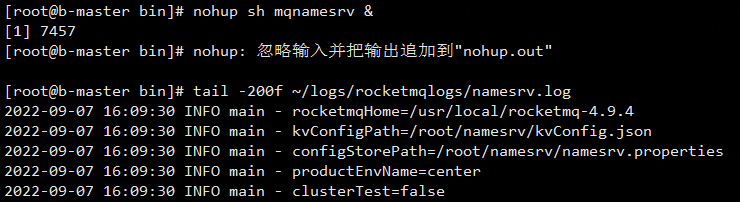 [root@b-master bin]# nohup sh mqnamesrv &
[1] 7457
[root@b-master bin]# nohup: 忽略输入并把输出追加到"nohup.out"
[root@b-master bin]# tail -200f ~/logs/rocketmqlogs/namesrv.log
2022-09-07 16:09:30 INFO main - rocketmqHome=/usr/local/rocketmq-4.9.4
2022-09-07 16:09:30 INFO main - kvConfigPath=/root/namesrv/kvConfig.json
2022-09-07 16:09:30 INFO main - configStorePath=/root/namesrv/namesrv.properties
2022-09-07 16:09:30 INFO main - productEnvName=center
2022-09-07 16:09:30 INFO main - clusterTest=false